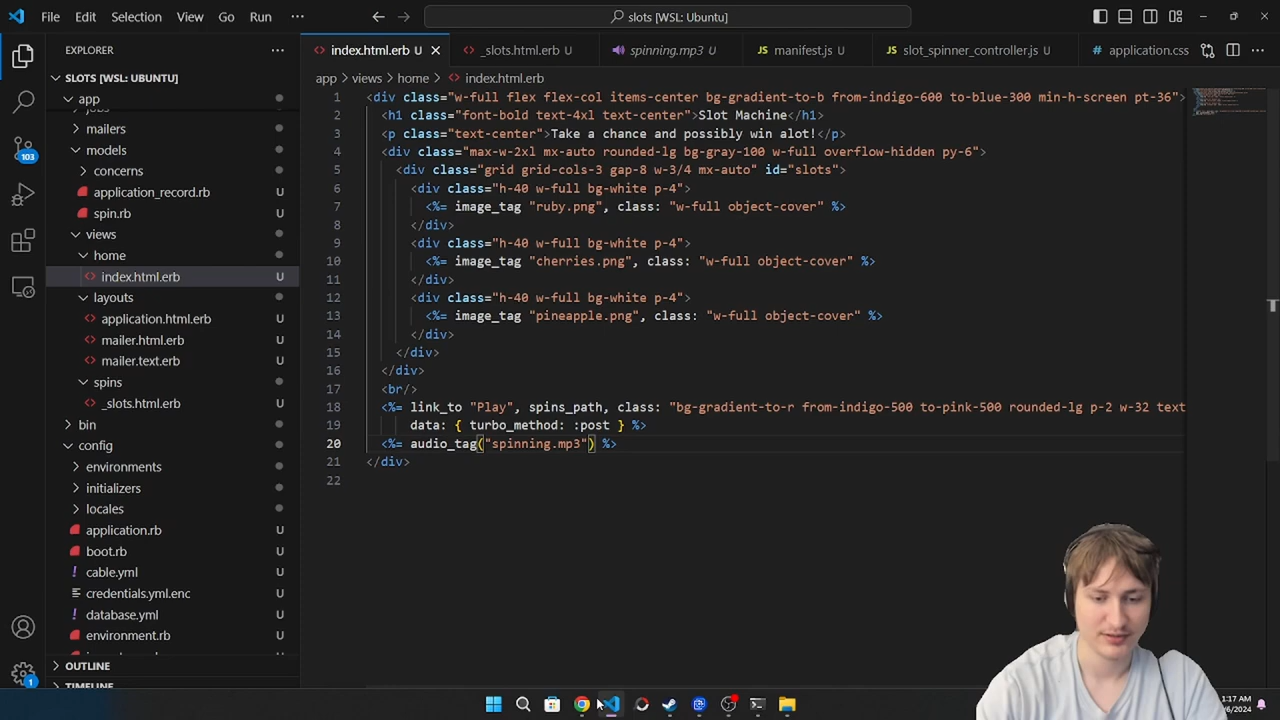 File Edit Selection View Go Run ··· slots [WSL: Ubuntu]
EXPLORER ···
index.html.erb U
_slots.html.erb U
spinning.mp3 U
manifest.js U
slot_spinner_controller.js U
application.css U
SLOTS [WSL: UBUNTU]
app > views > home > index.html.erb
app
mailers
models
concerns
application_record.rb U
spin.rb U
views
home
index.html.erb U
layouts
application.html.erb U
mailer.html.erb U
mailer.text.erb U
spins
_slots.html.erb U
bin
config
environments
initializers
locales
application.rb U
boot.rb U
cable.yml U
credentials.yml.enc U
database.yml U
environment.rb U
OUTLINE
TIMELINE
103
1
1 <div class="w-full flex flex-col items-center bg-gradient-to-b from-indigo-600 to-blue-300 min-h-screen pt-36">
2 <h1 class="font-bold text-4xl text-center">Slot Machine</h1>
3 <p class="text-center">Take a chance and possibly win alot!</p>
4 <div class="max-w-2xl mx-auto rounded-lg bg-gray-100 w-full overflow-hidden py-6">
5 <div class="grid grid-cols-3 gap-8 w-3/4 mx-auto" id="slots">
6 <div class="h-40 w-full bg-white p-4">
7 <%= image_tag "ruby.png", class: "w-full object-cover" %>
8 </div>
9 <div class="h-40 w-full bg-white p-4">
10 <%= image_tag "cherries.png", class: "w-full object-cover" %>
11 </div>
12 <div class="h-40 w-full bg-white p-4">
13 <%= image_tag "pineapple.png", class: "w-full object-cover" %>
14 </div>
15 </div>
16 </div>
17 <br/>
18 <%= link_to "Play", spins_path, class: "bg-gradient-to-r from-indigo-500 to-pink-500 rounded-lg p-2 w-32 text
19 data: { turbo_method: :post } %>
20 <%= audio_tag("spinning.mp3") %>
21 </div>
22
1:17 AM